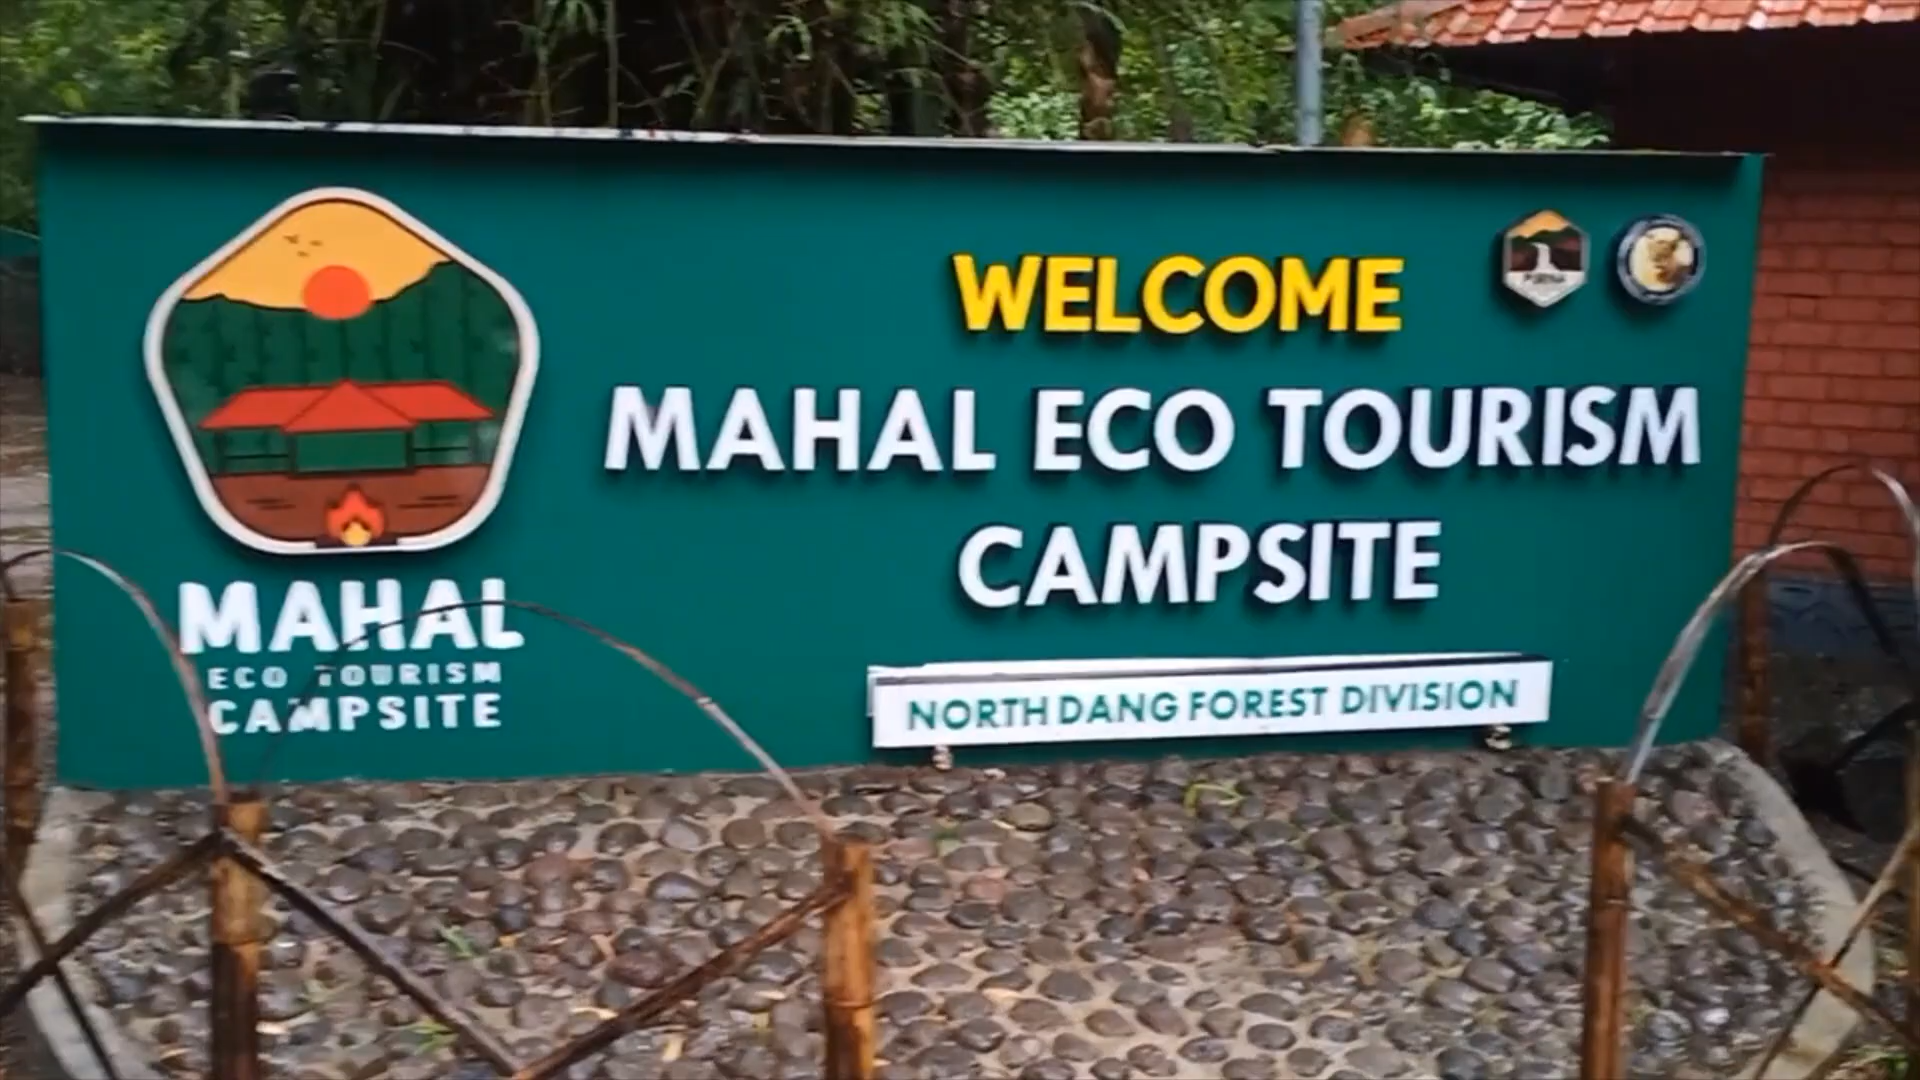 WELCOME
MAHAL ECO TOURISM
CAMPSITE
NORTH DANG FOREST DIVISION
MAHAL
ECO TOURISM
CAMPSITE